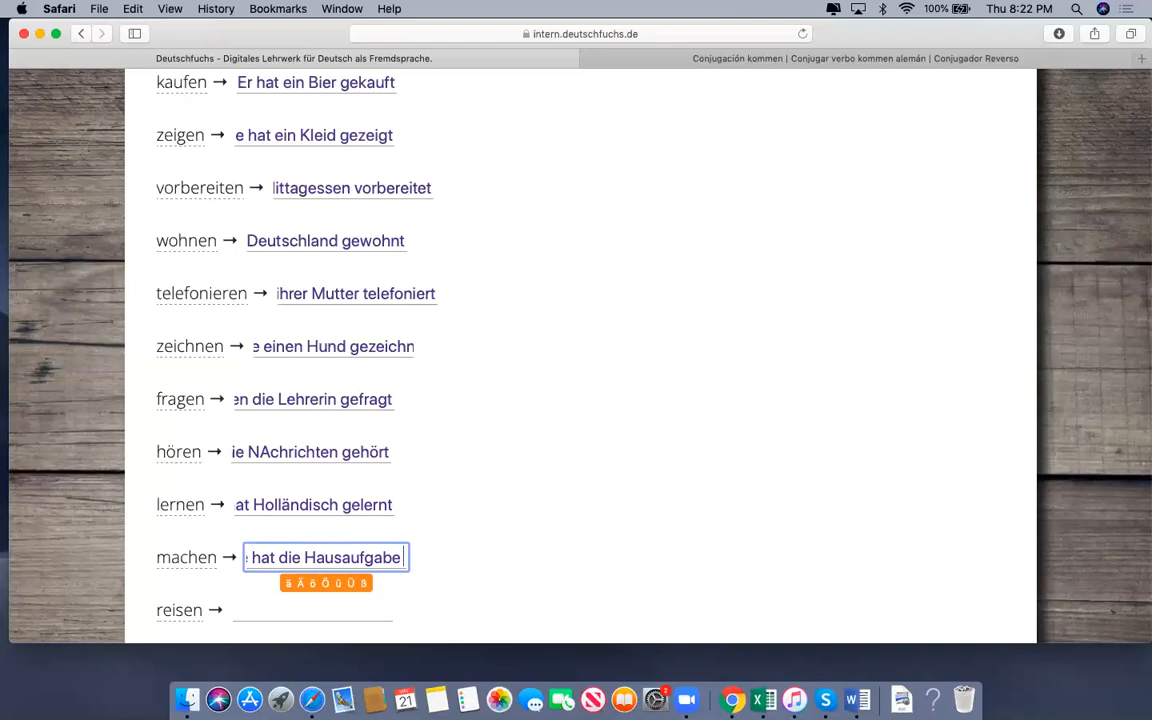 Safari File Edit View History Bookmarks Window Help 100% Thu 8:22 PM
intern.deutschfuchs.de
Deutschfuchs - Digitales Lehrwerk für Deutsch als Fremdsprache. Conjugación kommen | Conjugar verbo kommen alemán | Conjugador Reverso
kaufen → Er hat ein Bier gekauft
zeigen → e hat ein Kleid gezeigt
vorbereiten → ittagessen vorbereitet
wohnen → Deutschland gewohnt
telefonieren → ihrer Mutter telefoniert
zeichnen → e einen Hund gezeichn
fragen → en die Lehrerin gefragt
hören → ie NAchrichten gehört
lernen → at Holländisch gelernt
machen → hat die Hausaufgabe
ä Ä ö Ö ü Ü ß
reisen →